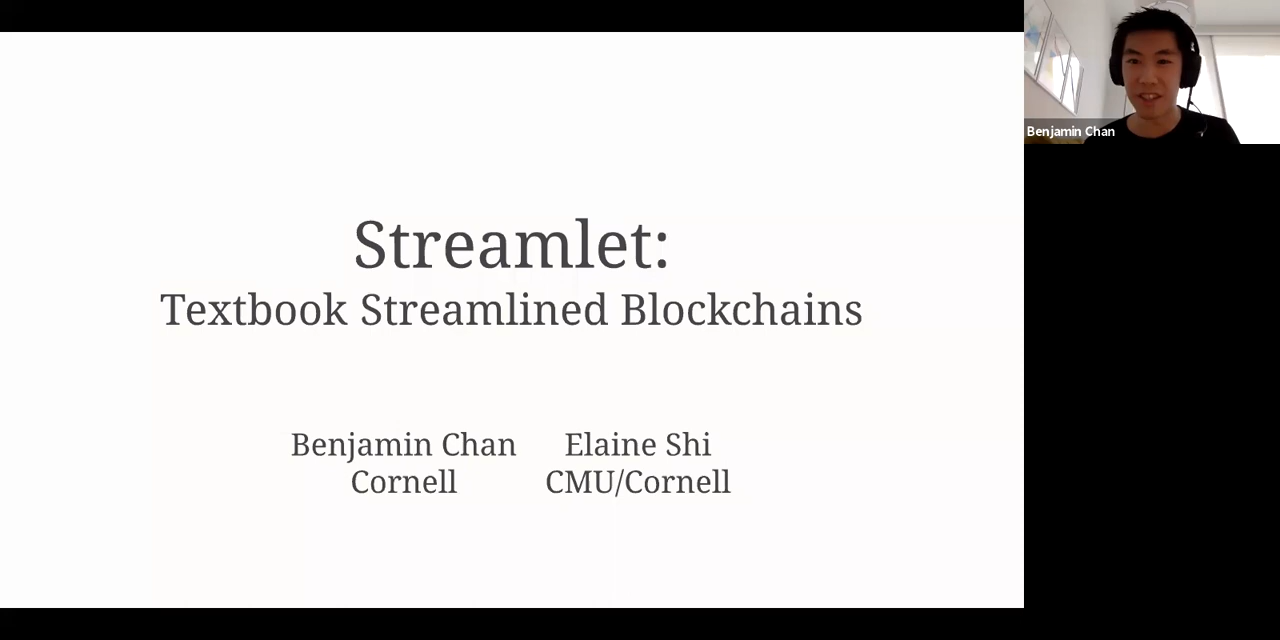 Streamlet:
Textbook Streamlined Blockchains
Benjamin Chan Elaine Shi
Cornell CMU/Cornell
Benjamin Chan